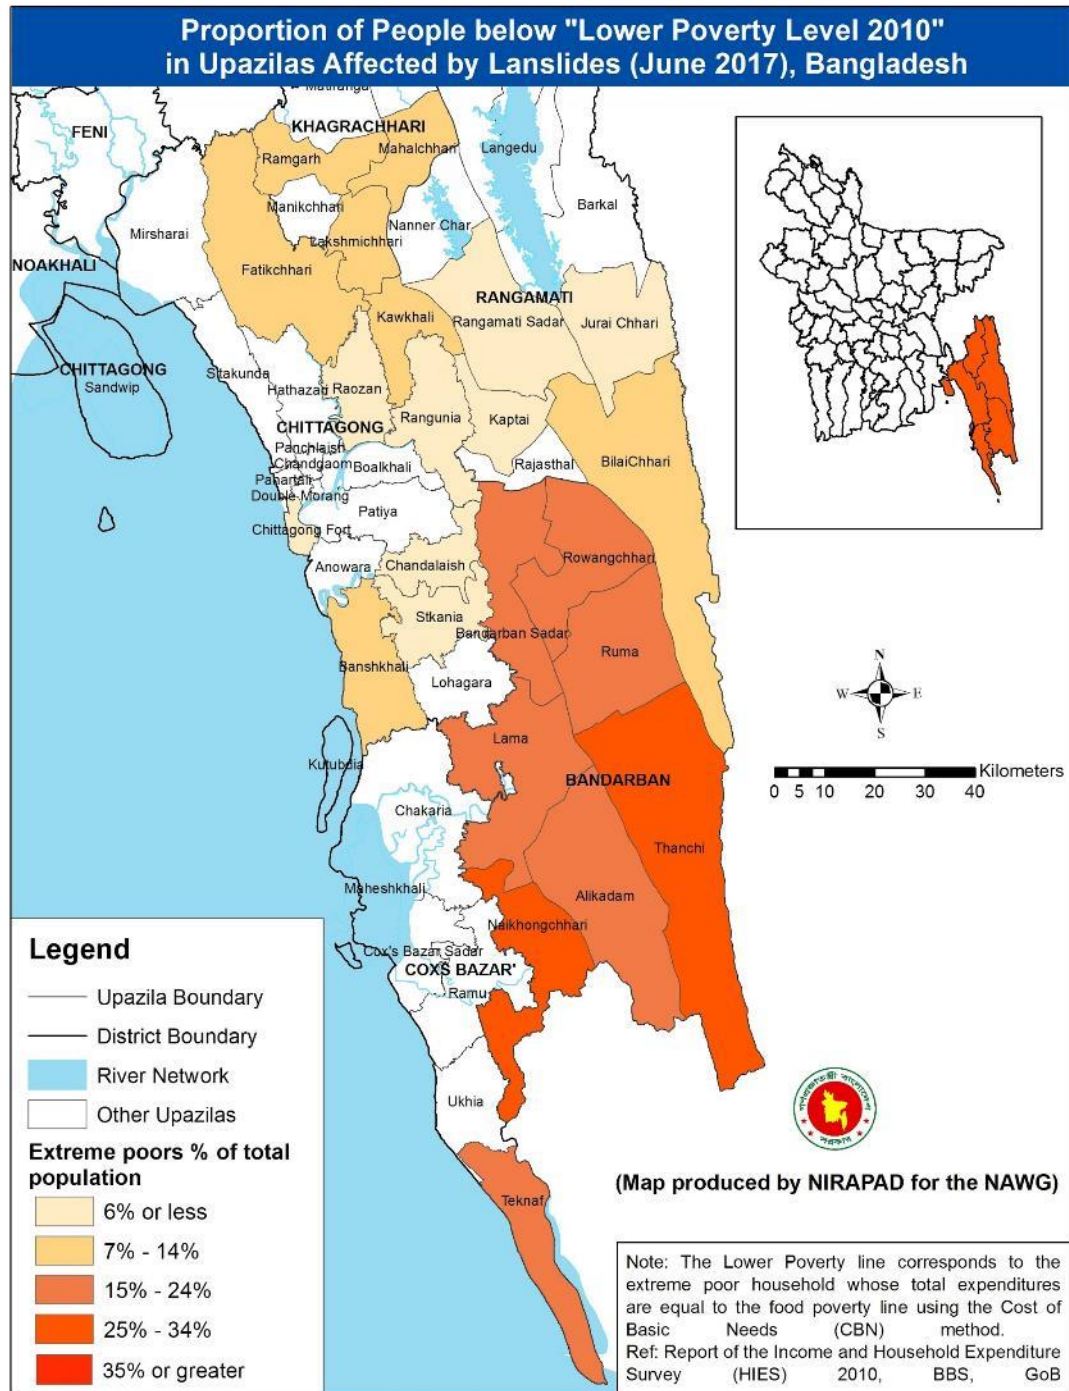 Proportion of People below "Lower Poverty Level 2010"
in Upazilas Affected by Lanslides (June 2017), Bangladesh
Matiranga
FENI
KHAGRACHHARI
Mahalchhari
Langedu
Ramgarh
Barkal
Manikchhari
Nanner Char
Mirsharai
Lakshmichhari
NOAKHALI
Fatikchhari
RANGAMATI
Kawkhali
Rangamati Sadar
Jurai Chhari
CHITTAGONG
Sandwip
Sitakunda
Hathazari
Raozan
Rangunia
Kaptai
CHITTAGONG
Panchlaish
Chandgaom
Boalkhali
Rajasthal
BilaiChhari
Pahartali
Double Morang
Patiya
Chittagong Fort
Rowangchhari
Anowara
Chandalaish
Stkania
Bandarban Sadar
Ruma
Banshkhali
Lohagara
N
W
E
S
Lama
Kutubdia
BANDARBAN
Kilometers
0 5 10 20 30 40
Chakaria
Thanchi
Maheshkhali
Alikadam
Naikhongchhari
Cox's Bazar Sadar
COXS BAZAR'
Ramu
Ukhia
Teknaf
Legend
Upazila Boundary
District Boundary
River Network
Other Upazilas
Extreme poors % of total
population
6% or less
7% - 14%
15% - 24%
25% - 34%
35% or greater
গণপ্রজাতন্ত্রী বাংলাদেশ
সরকার
(Map produced by NIRAPAD for the NAWG)
Note: The Lower Poverty line corresponds to the
extreme poor household whose total expenditures
are equal to the food poverty line using the Cost of
Basic Needs (CBN) method.
Ref: Report of the Income and Household Expenditure
Survey (HIES) 2010, BBS, GoB